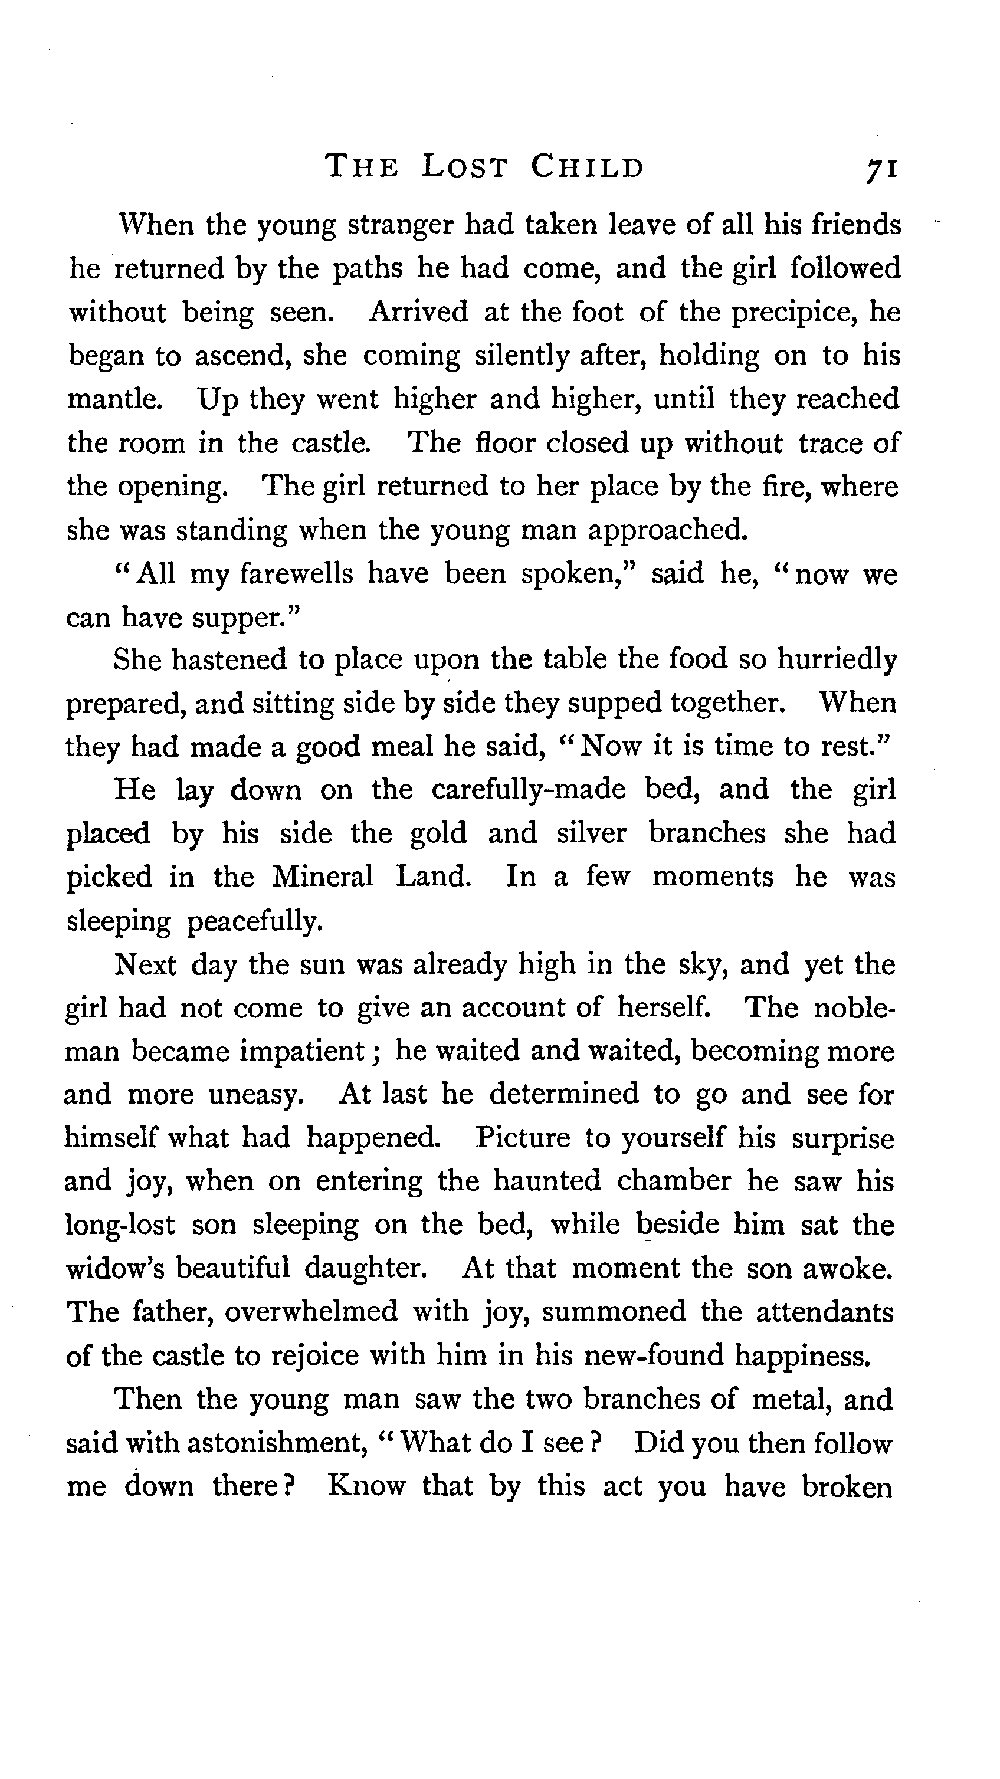 THE LOST CHILD 71
When the young stranger had taken leave of all his friends
he returned by the paths he had come, and the girl followed
without being seen. Arrived at the foot of the precipice, he
began to ascend, she coming silently after, holding on to his
mantle. Up they went higher and higher, until they reached
the room in the castle. The floor closed up without trace of
the opening. The girl returned to her place by the fire, where
she was standing when the young man approached.
“All my farewells have been spoken,” said he, “now we
can have supper.”
She hastened to place upon the table the food so hurriedly
prepared, and sitting side by side they supped together. When
they had made a good meal he said, “Now it is time to rest.”
He lay down on the carefully-made bed, and the girl
placed by his side the gold and silver branches she had
picked in the Mineral Land. In a few moments he was
sleeping peacefully.
Next day the sun was already high in the sky, and yet the
girl had not come to give an account of herself. The noble-
man became impatient; he waited and waited, becoming more
and more uneasy. At last he determined to go and see for
himself what had happened. Picture to yourself his surprise
and joy, when on entering the haunted chamber he saw his
long-lost son sleeping on the bed, while beside him sat the
widow's beautiful daughter. At that moment the son awoke.
The father, overwhelmed with joy, summoned the attendants
of the castle to rejoice with him in his new-found happiness.
Then the young man saw the two branches of metal, and
said with astonishment, “What do I see? Did you then follow
me down there? Know that by this act you have broken